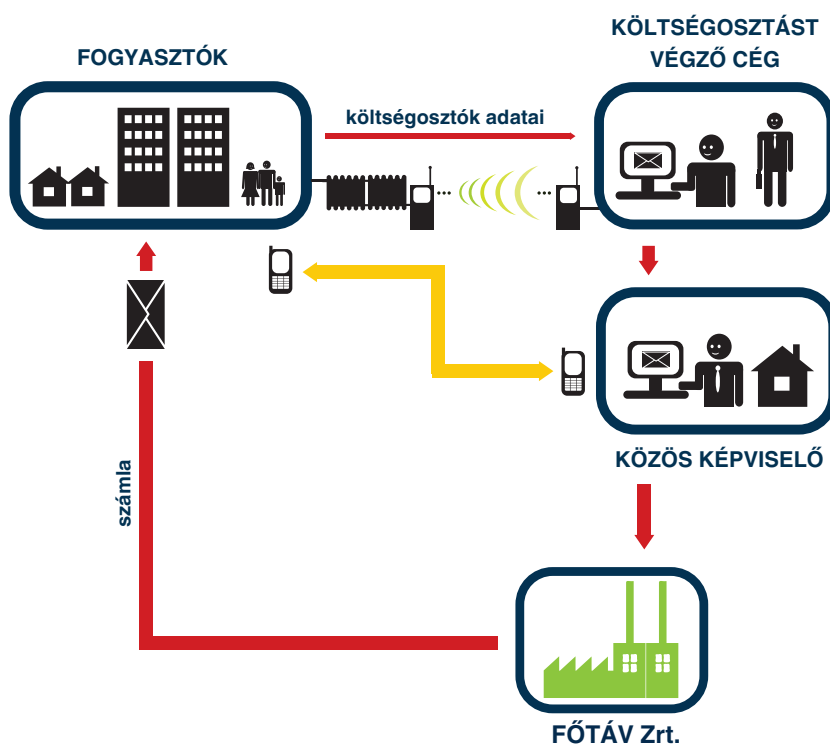 FOGYASZTÓK
KÖLTSÉGOSZTÁST
VÉGZŐ CÉG
költségosztók adatai
KÖZÖS KÉPVISELŐ
számla
FŐTÁV Zrt.